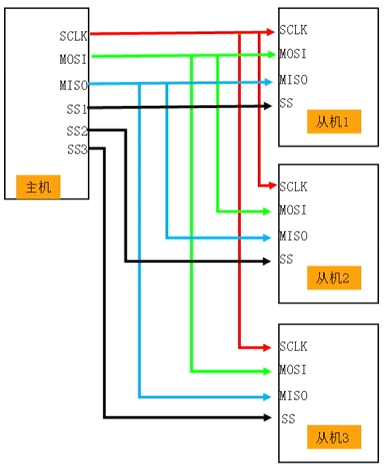 SCLK
MOSI
MISO
SS1
SS2
SS3
主机
SCLK
MOSI
MISO
SS
从机1
SCLK
MOSI
MISO
SS
从机2
SCLK
MOSI
MISO
SS
从机3